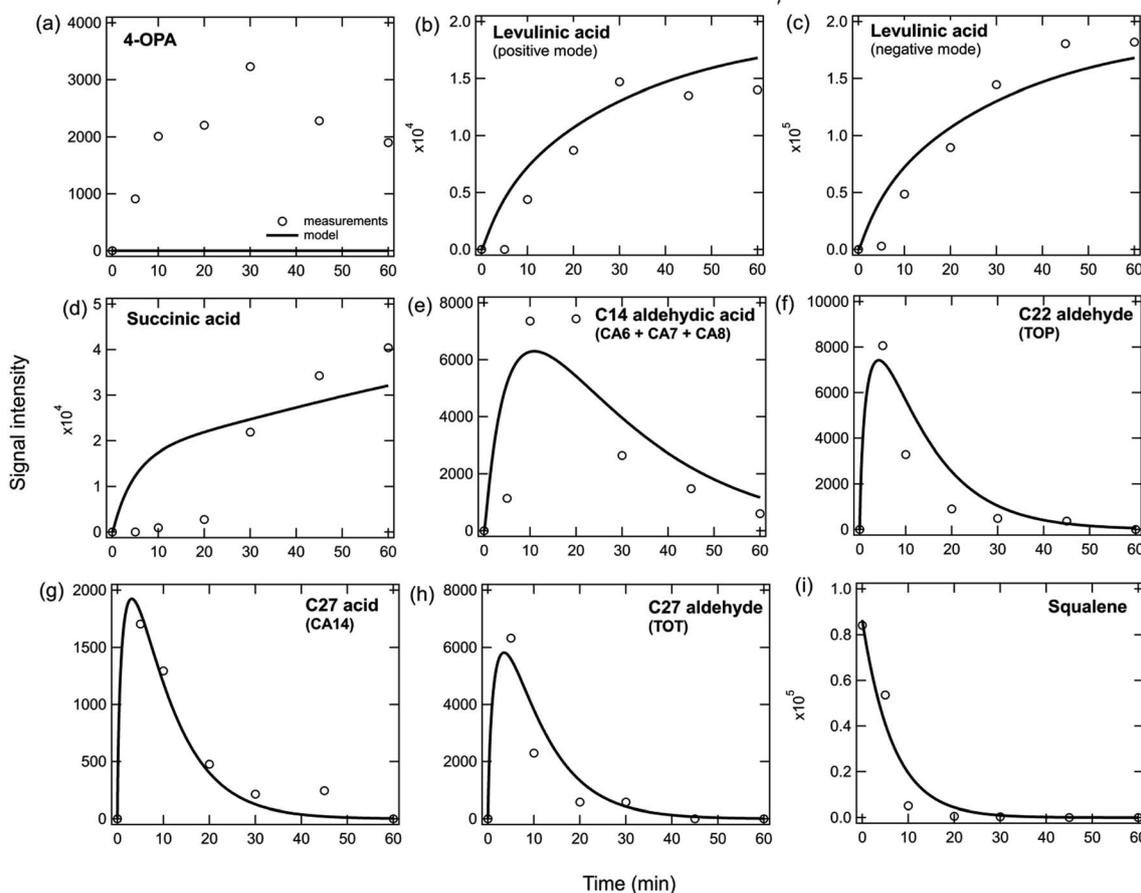 (a)
4-OPA
4000
3000
2000
1000
0
measurements
model
0 10 20 30 40 50 60
(b)
Levulinic acid
(positive mode)
2.0
1.5
1.0
0.5
0.0
x10⁴
0 10 20 30 40 50 60
(c)
Levulinic acid
(negative mode)
2.0
1.5
1.0
0.5
0.0
x10⁵
0 10 20 30 40 50 60
Signal intensity
(d)
Succinic acid
5
4
3
2
1
0
x10⁴
0 10 20 30 40 50 60
(e)
C14 aldehydic acid
(CA6 + CA7 + CA8)
8000
6000
4000
2000
0
0 10 20 30 40 50 60
(f)
C22 aldehyde
(TOP)
10000
8000
6000
4000
2000
0
0 10 20 30 40 50 60
(g)
C27 acid
(CA14)
2000
1500
1000
500
0
0 10 20 30 40 50 60
(h)
C27 aldehyde
(TOT)
8000
6000
4000
2000
0
0 10 20 30 40 50 60
(i)
Squalene
1.0
0.8
0.6
0.4
0.2
0.0
x10⁵
0 10 20 30 40 50 60
Time (min)